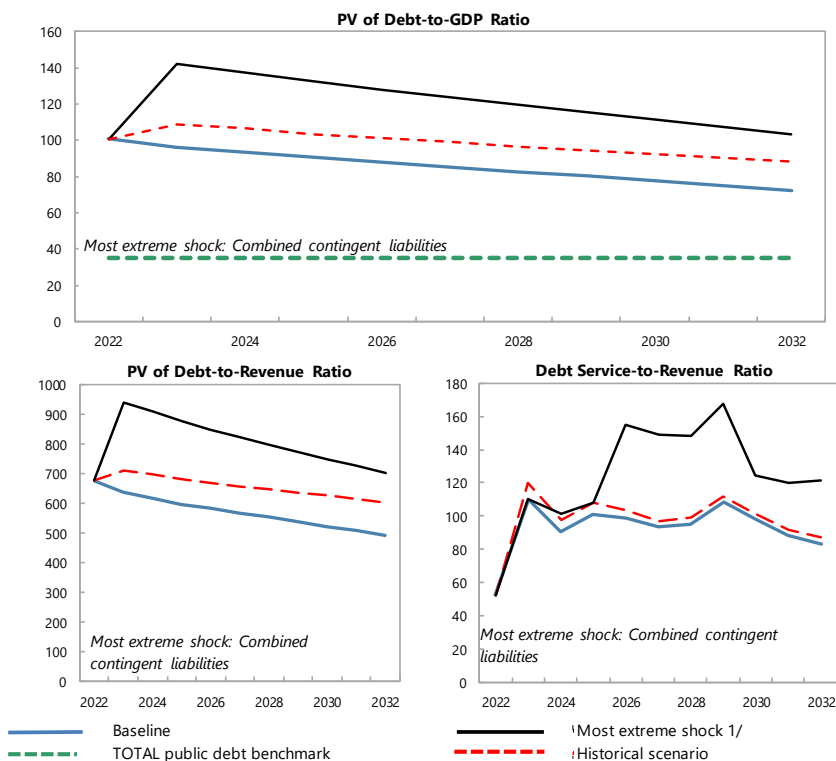 PV of Debt-to-GDP Ratio
160
140
120
100
80
60
40
20
0
Most extreme shock: Combined contingent liabilities
2022 2024 2026 2028 2030 2032
PV of Debt-to-Revenue Ratio
1000
900
800
700
600
500
400
300
200
100
0
Most extreme shock: Combined
contingent liabilities
2022 2024 2026 2028 2030 2032
Debt Service-to-Revenue Ratio
180
160
140
120
100
80
60
40
20
0
Most extreme shock: Combined contingent
liabilities
2022 2024 2026 2028 2030 2032
Baseline
Most extreme shock 1/
TOTAL public debt benchmark
Historical scenario